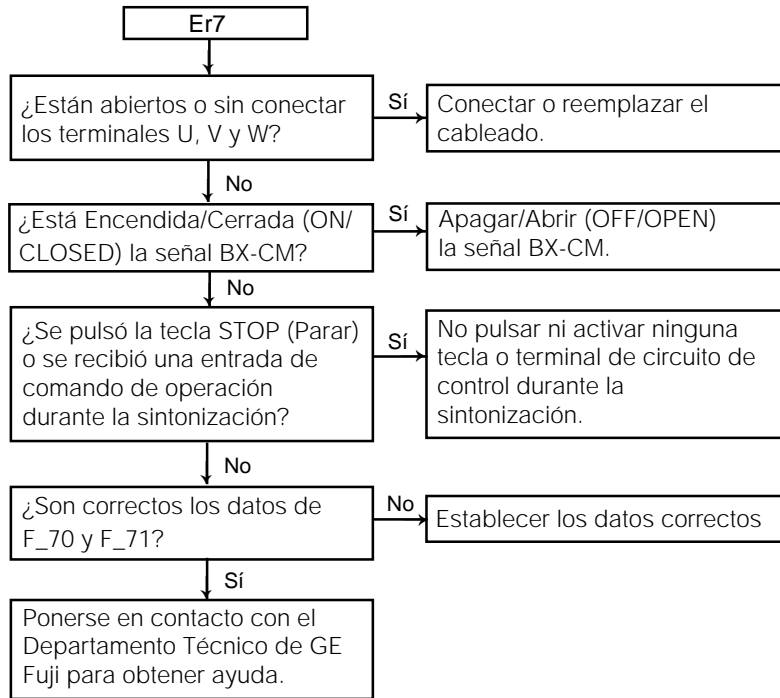 Er7
¿Están abiertos o sin conectar
los terminales U, V y W?
Sí
Conectar o reemplazar el
cableado.
No
¿Está Encendida/Cerrada (ON/
CLOSED) la señal BX-CM?
Sí
Apagar/Abrir (OFF/OPEN)
la señal BX-CM.
No
¿Se pulsó la tecla STOP (Parar)
o se recibió una entrada de
comando de operación
durante la sintonización?
Sí
No pulsar ni activar ninguna
tecla o terminal de circuito de
control durante la
sintonización.
No
¿Son correctos los datos de
F_70 y F_71?
No
Establecer los datos correctos
Sí
Ponerse en contacto con el
Departamento Técnico de GE
Fuji para obtener ayuda.